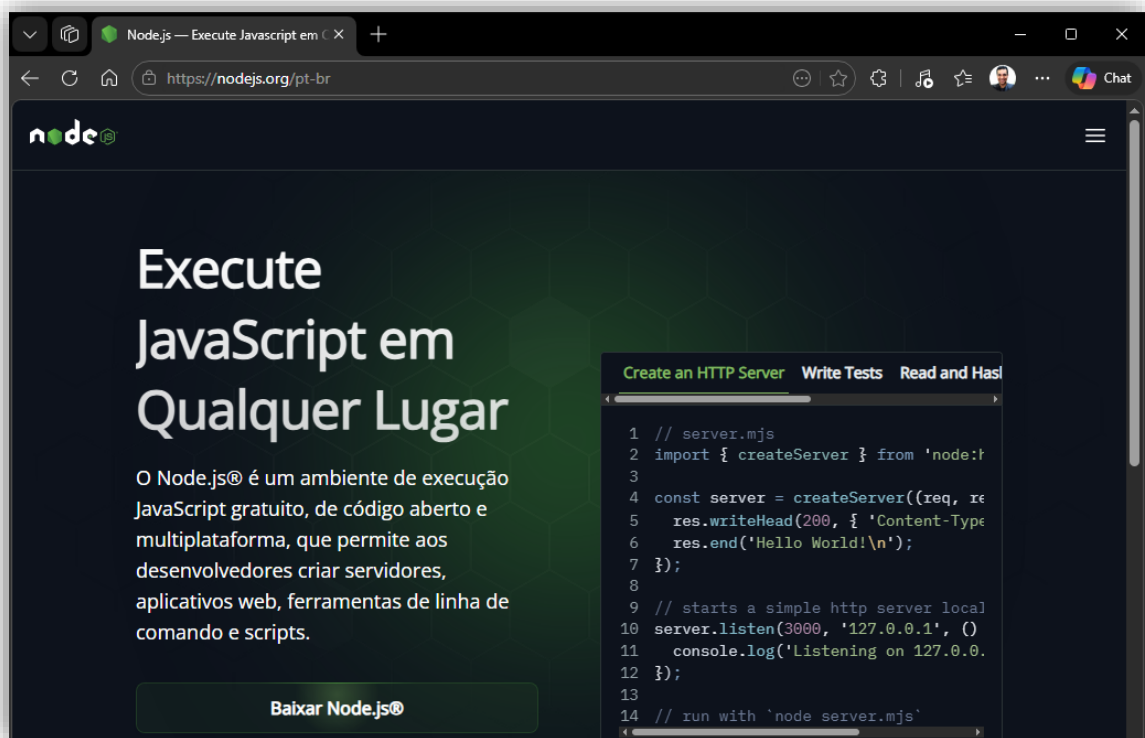 Node.js — Execute Javascript em
https://nodejs.org/pt-br
Chat
node JS
Execute
JavaScript em
Qualquer Lugar
O Node.js® é um ambiente de execução
JavaScript gratuito, de código aberto e
multiplataforma, que permite aos
desenvolvedores criar servidores,
aplicativos web, ferramentas de linha de
comando e scripts.
Baixar Node.js®
Create an HTTP Server Write Tests Read and Hash
1 // server.mjs
2 import { createServer } from 'node:h
3
4 const server = createServer((req, re
5 res.writeHead(200, { 'Content-Type
6 res.end('Hello World!\n');
7 });
8
9 // starts a simple http server local
10 server.listen(3000, '127.0.0.1', ()
11 console.log('Listening on 127.0.0.
12 });
13
14 // run with `node server.mjs`